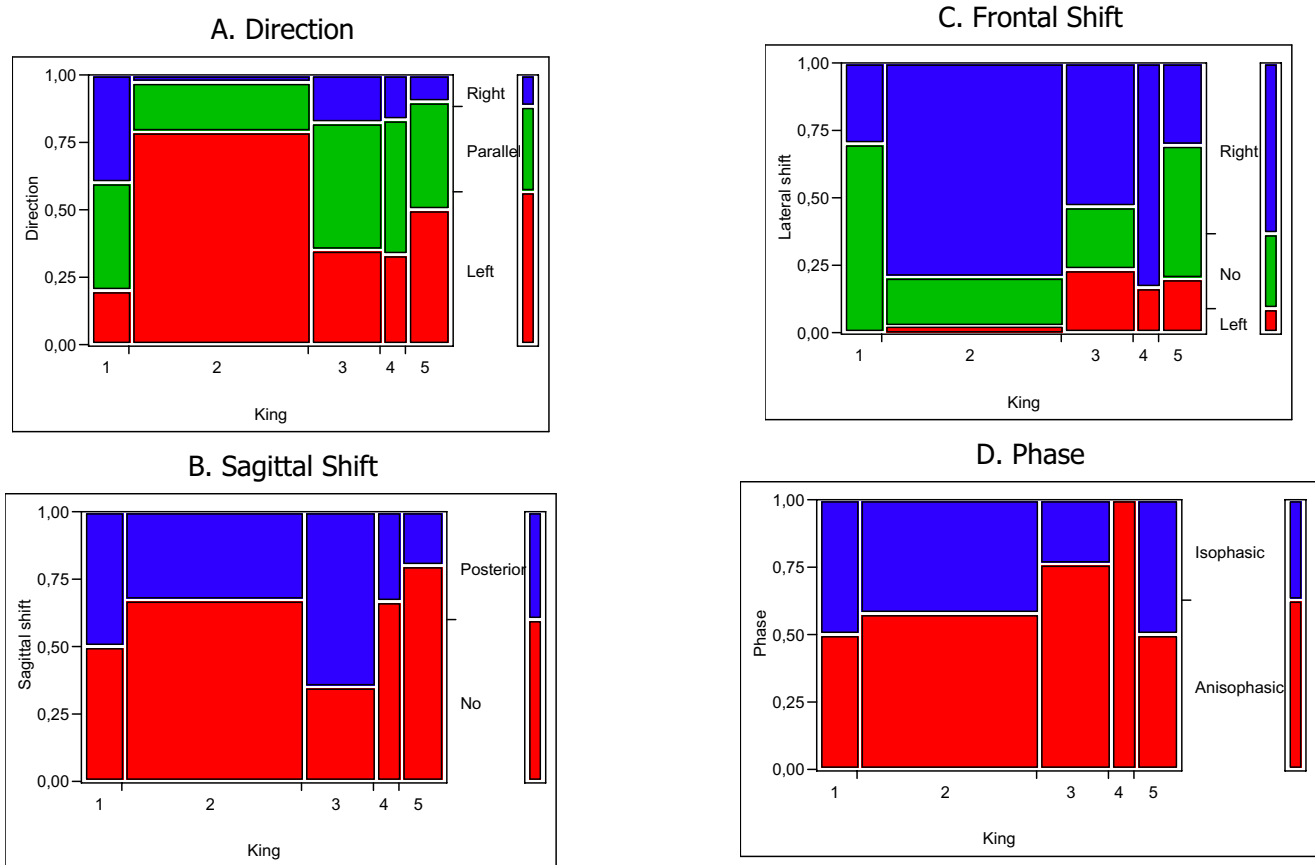 A. Direction
1,00
0,75
0,50
0,25
0,00
Direction
Right
Parallel
Left
1 2 3 4 5
King
B. Sagittal Shift
1,00
0,75
0,50
0,25
0,00
Sagittal shift
Posterior
No
1 2 3 4 5
King
C. Frontal Shift
1,00
0,75
0,50
0,25
0,00
Lateral shift
Right
No
Left
1 2 3 4 5
King
D. Phase
1,00
0,75
0,50
0,25
0,00
Phase
Isophasic
Anisophasic
1 2 3 4 5
King